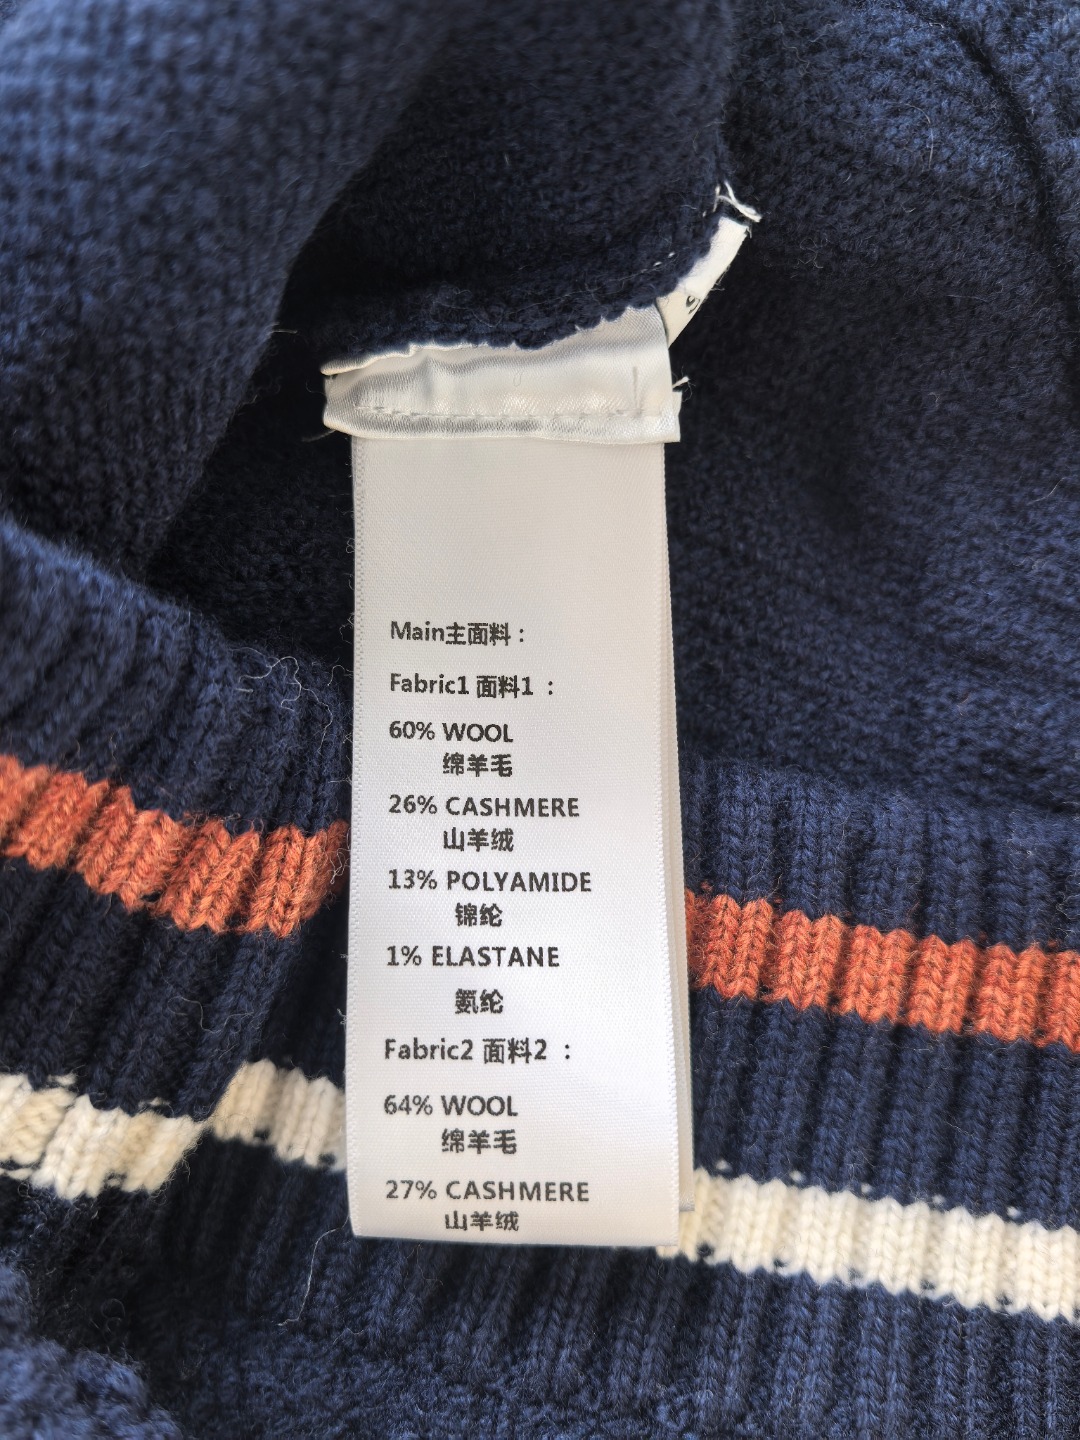 Main主面料：
Fabric1 面料1 ：
60% WOOL
绵羊毛
26% CASHMERE
山羊绒
13% POLYAMIDE
锦纶
1% ELASTANE
氨纶
Fabric2 面料2 ：
64% WOOL
绵羊毛
27% CASHMERE
山羊绒